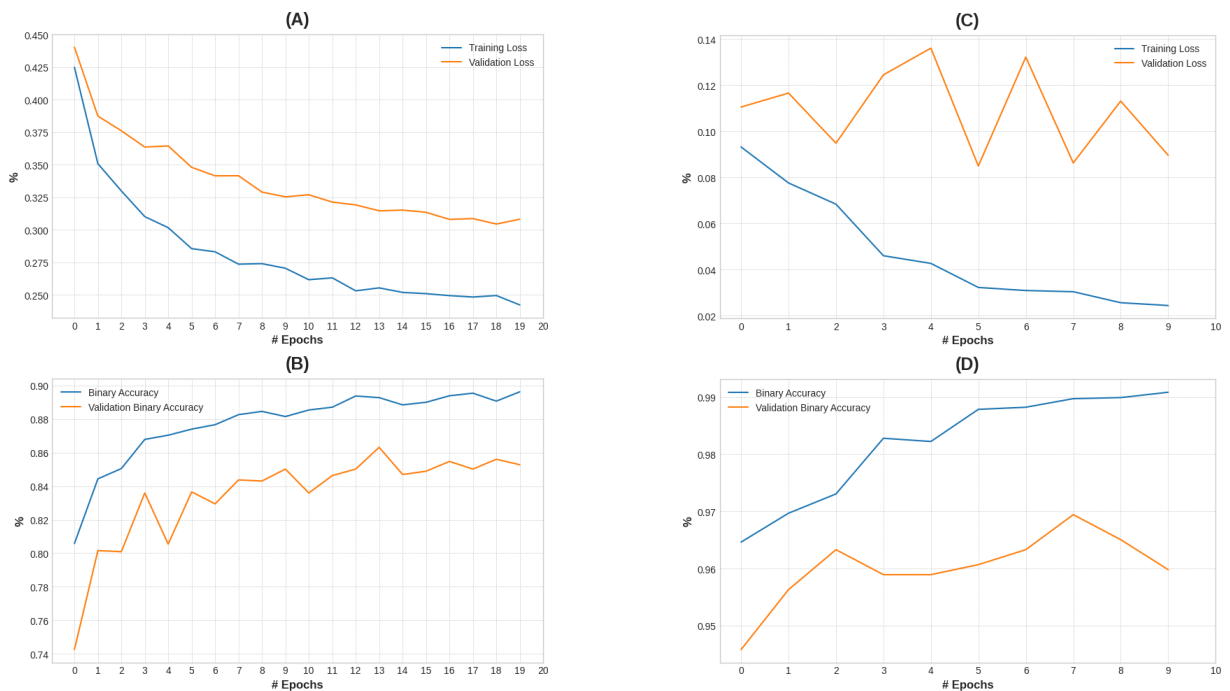 (A)
0.450
0.425
0.400
0.375
0.350
0.325
0.300
0.275
0.250
%
Training Loss
Validation Loss
0 1 2 3 4 5 6 7 8 9 10 11 12 13 14 15 16 17 18 19 20
# Epochs
(B)
0.90
0.88
0.86
0.84
0.82
0.80
0.78
0.76
0.74
%
Binary Accuracy
Validation Binary Accuracy
0 1 2 3 4 5 6 7 8 9 10 11 12 13 14 15 16 17 18 19 20
# Epochs
(C)
0.14
0.12
0.10
0.08
0.06
0.04
0.02
%
Training Loss
Validation Loss
0 1 2 3 4 5 6 7 8 9 10
# Epochs
(D)
0.99
0.98
0.97
0.96
0.95
%
Binary Accuracy
Validation Binary Accuracy
0 1 2 3 4 5 6 7 8 9 10
# Epochs